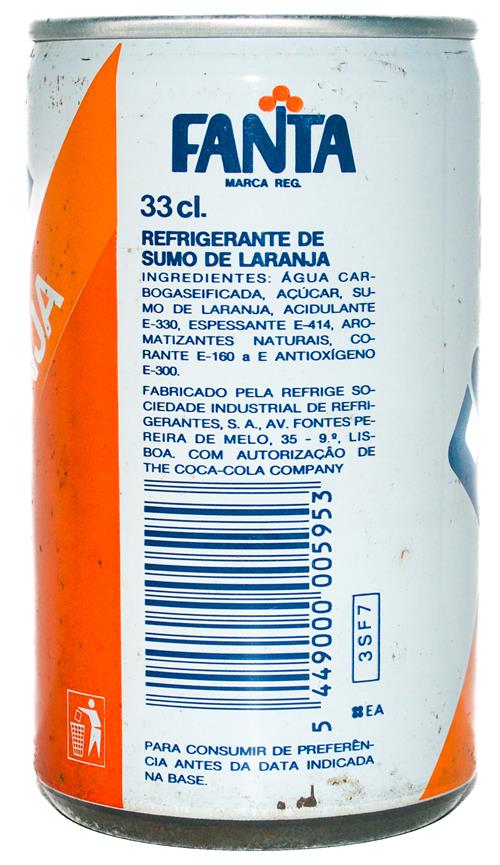 FANTA
MARCA REG.
33 cl.
REFRIGERANTE DE
SUMO DE LARANJA
INGREDIENTES: ÁGUA CAR-
BOGASEIFICADA, AÇÚCAR, SU-
MO DE LARANJA, ACIDULANTE
E-330, ESPESSANTE E-414, ARO-
MATIZANTES NATURAIS, CO-
RANTE E-160 a E ANTIOXÍGENO
E-300.
FABRICADO PELA REFRIGE SO-
CIEDADE INDUSTRIAL DE REFRI-
GERANTES, S. A., AV. FONTES PE-
REIRA DE MELO, 35 - 9.º, LIS-
BOA. COM AUTORIZAÇÃO DE
THE COCA-COLA COMPANY
5 449000 005953
3SF7
EA
PARA CONSUMIR DE PREFERÊN-
CIA ANTES DA DATA INDICADA
NA BASE.